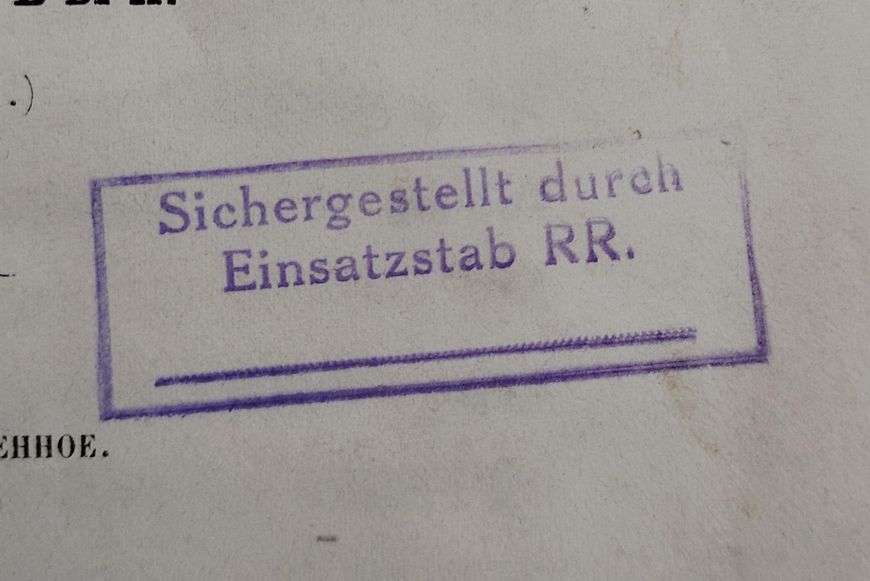 .)
Sichergestellt durch
Einsatzstab RR.
ЕННОЕ.